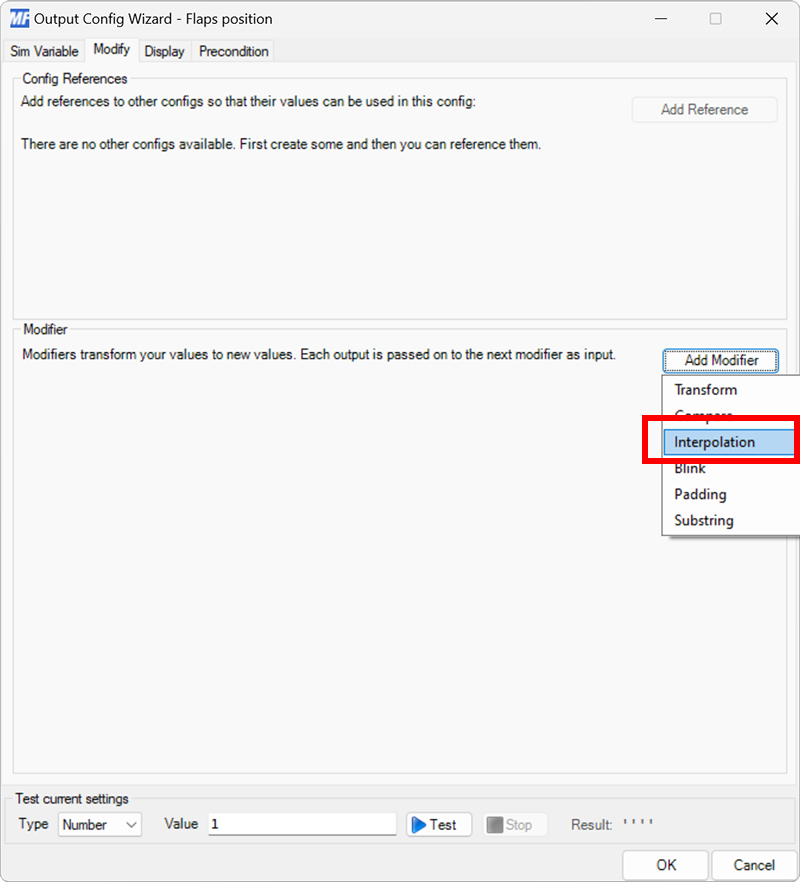 MF Output Config Wizard - Flaps position
Sim Variable Modify Display Precondition
Config References
Add references to other configs so that their values can be used in this config:
Add Reference
There are no other configs available. First create some and then you can reference them.
Modifier
Modifiers transform your values to new values. Each output is passed on to the next modifier as input.
Add Modifier
Transform
Compare
Interpolation
Blink
Padding
Substring
Test current settings
Type Number Value 1 Test Stop Result: ' ' ' '
OK Cancel